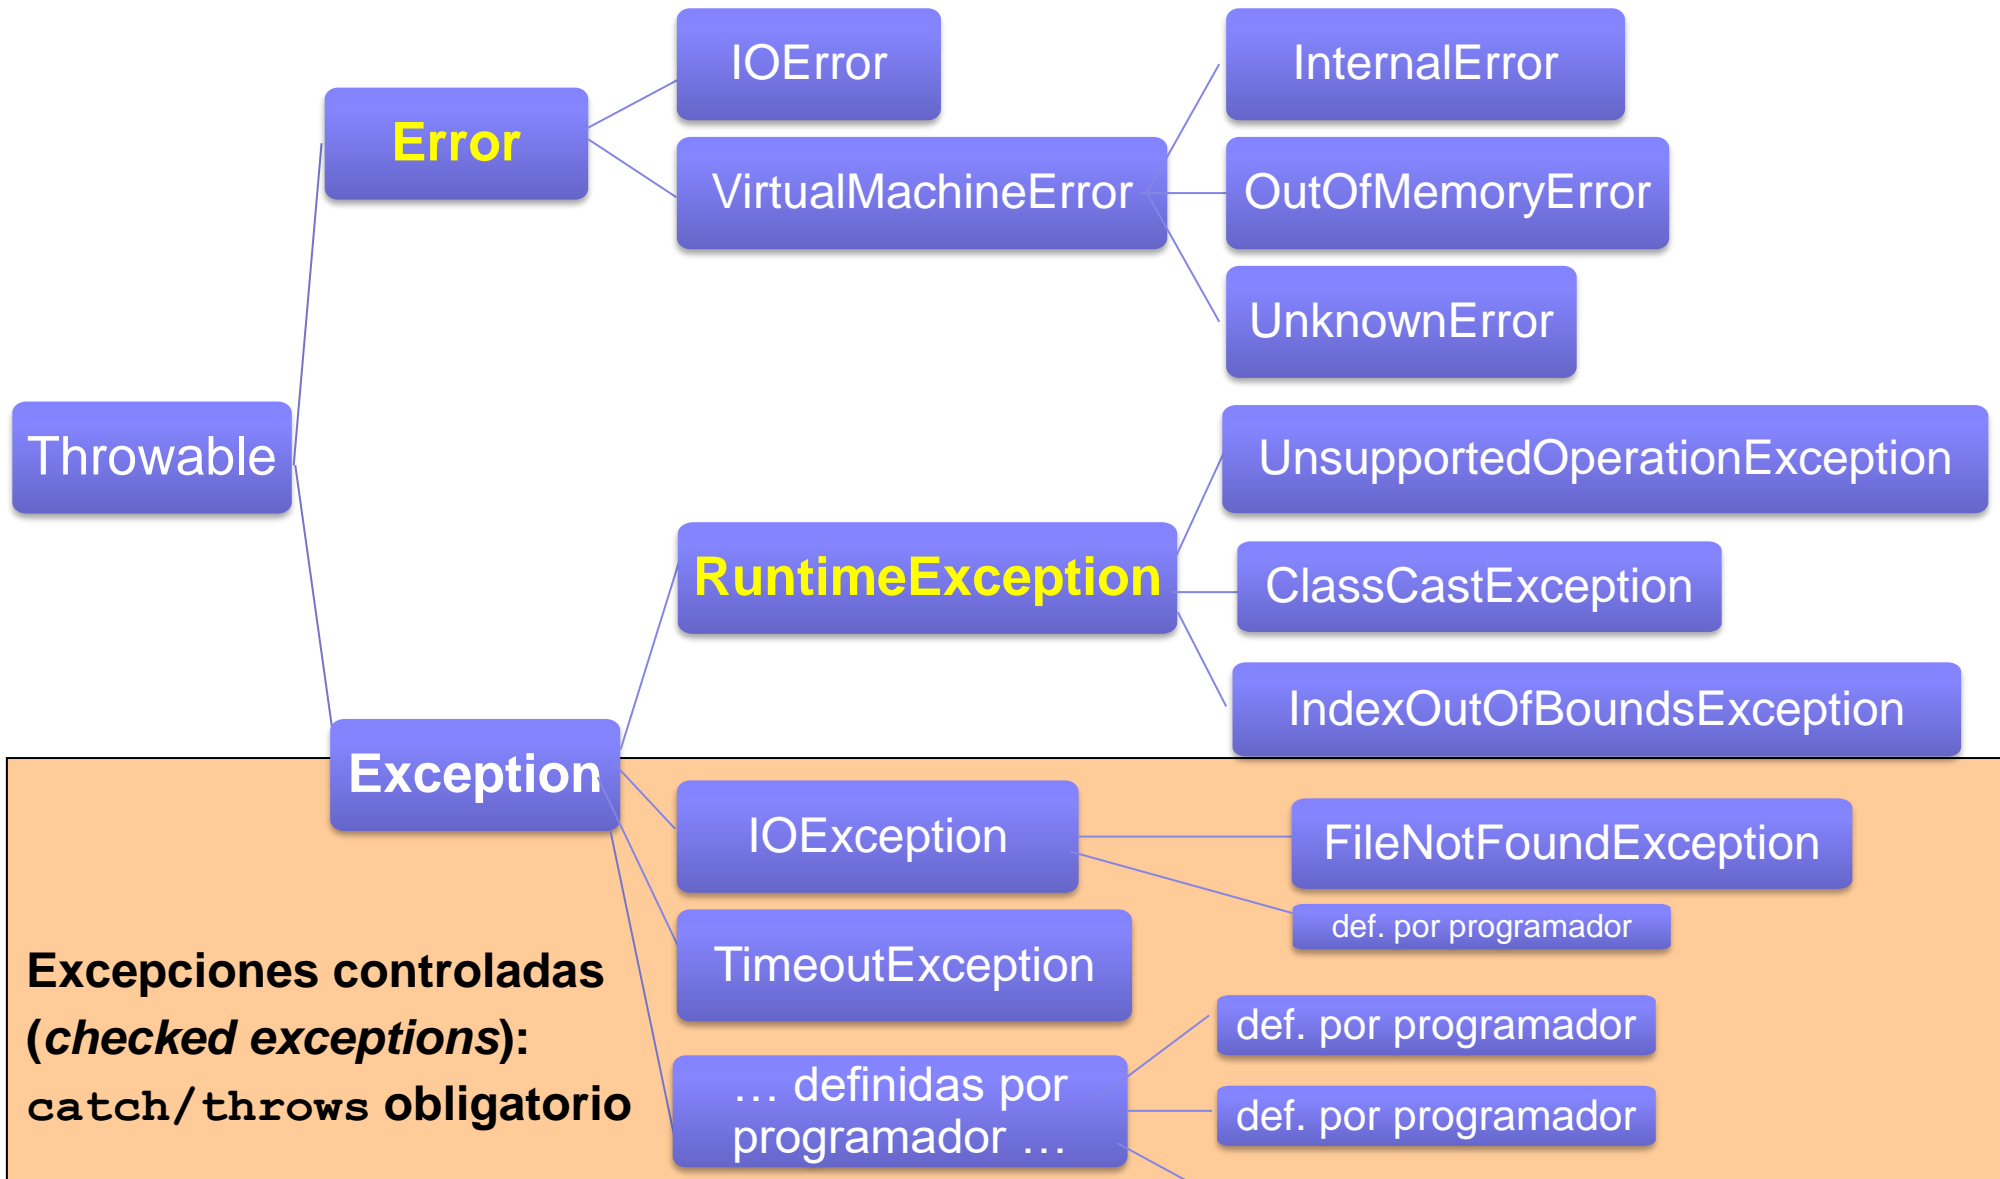 IOError
InternalError
Error
VirtualMachineError
OutOfMemoryError
UnknownError
Throwable
UnsupportedOperationException
RuntimeException
ClassCastException
IndexOutOfBoundsException
Exception
IOException
FileNotFoundException
def. por programador
Excepciones controladas
(checked exceptions):
catch/throws obligatorio
TimeoutException
def. por programador
… definidas por
programador …
def. por programador